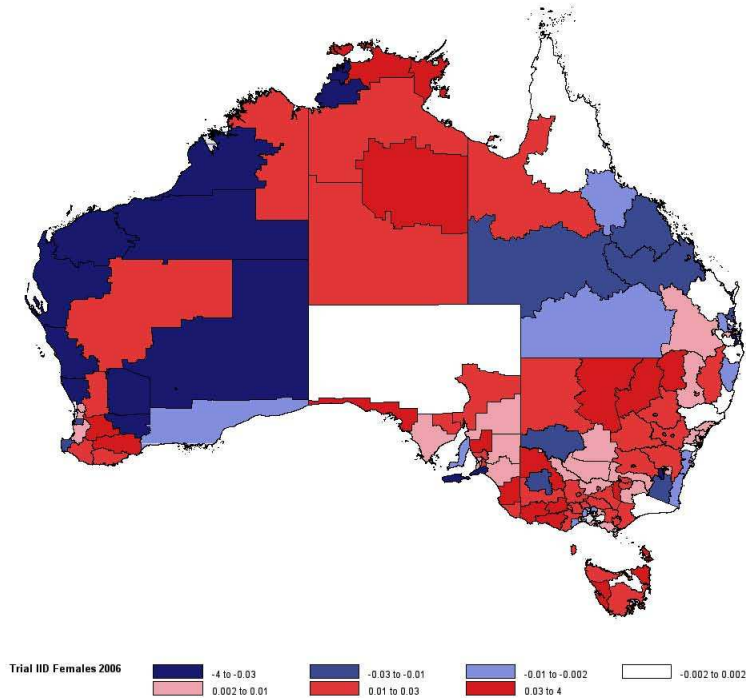 Trial IID Females 2006
-4 to -0.03
-0.03 to -0.01
-0.01 to -0.002
-0.002 to 0.002
0.002 to 0.01
0.01 to 0.03
0.03 to 4